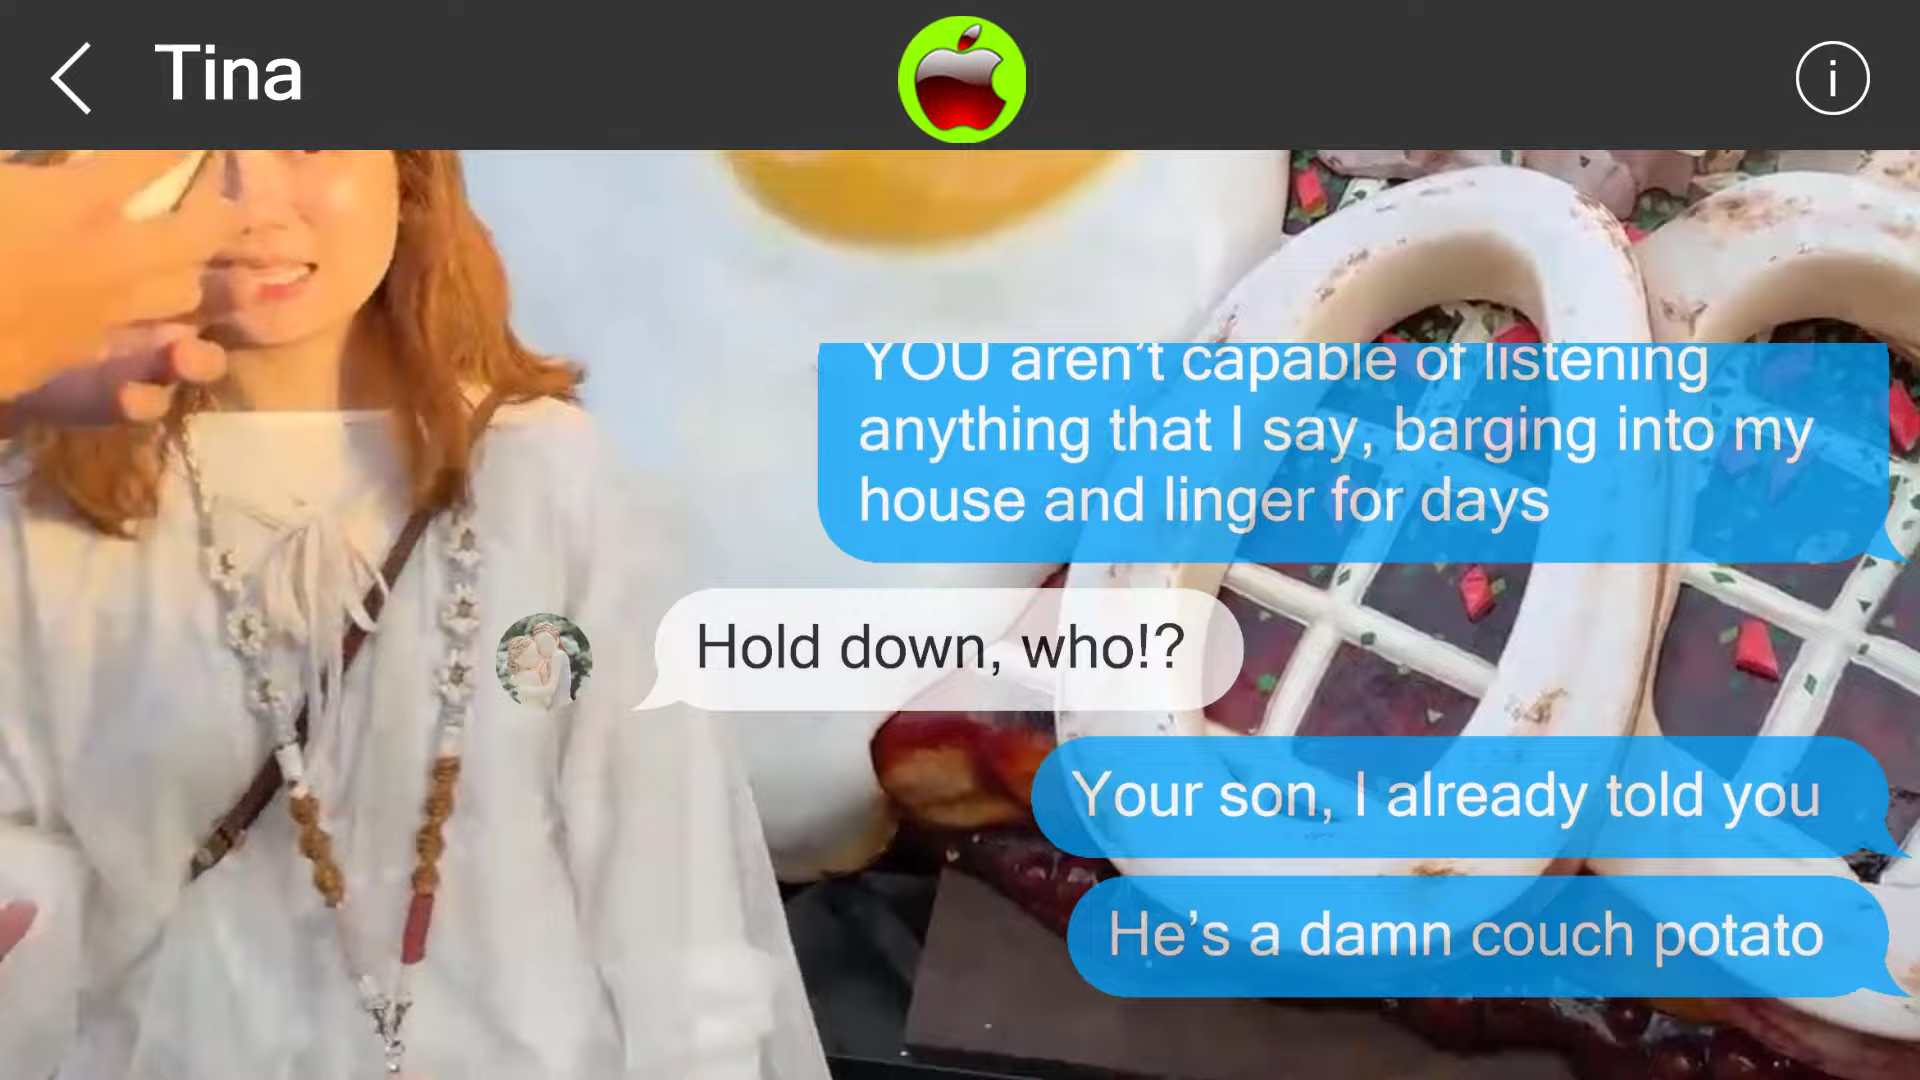 Tina
YOU aren't capable of listening
anything that I say, barging into my
house and linger for days
Hold down, who!?
Your son, I already told you
He’s a damn couch potato